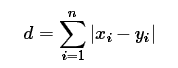 d = \sum_{i=1}^{n} |x_i - y_i|